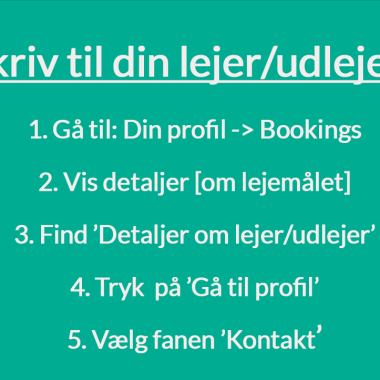 kriv til din lejer/udleje
1. Gå til: Din profil -> Bookings
2. Vis detaljer [om lejemålet]
3. Find ’Detaljer om lejer/udlejer’
4. Tryk  på ’Gå til profil’
5. Vælg fanen ’Kontakt’